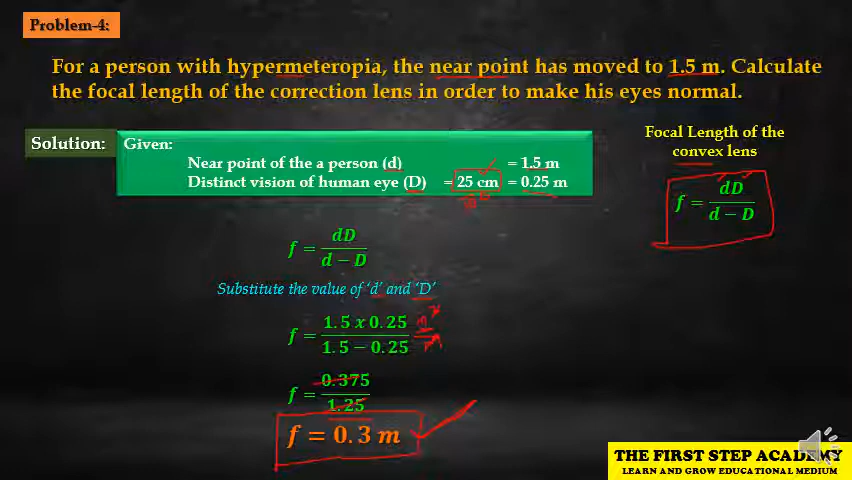 Problem-4:
For a person with hypermeteropia, the near point has moved to 1.5 m. Calculate
the focal length of the correction lens in order to make his eyes normal.
Solution:
Given:
Near point of the a person (d) = 1.5 m
Distinct vision of human eye (D) = 25 cm = 0.25 m
Focal Length of the
convex lens
f = dD / d − D
f = dD / d − D
Substitute the value of 'd' and 'D'
f = 1.5 x 0.25 / 1.5 − 0.25
f = 0.375 / 1.25
f = 0.3 m
THE FIRST STEP ACADEMY
LEARN AND GROW EDUCATIONAL MEDIUM